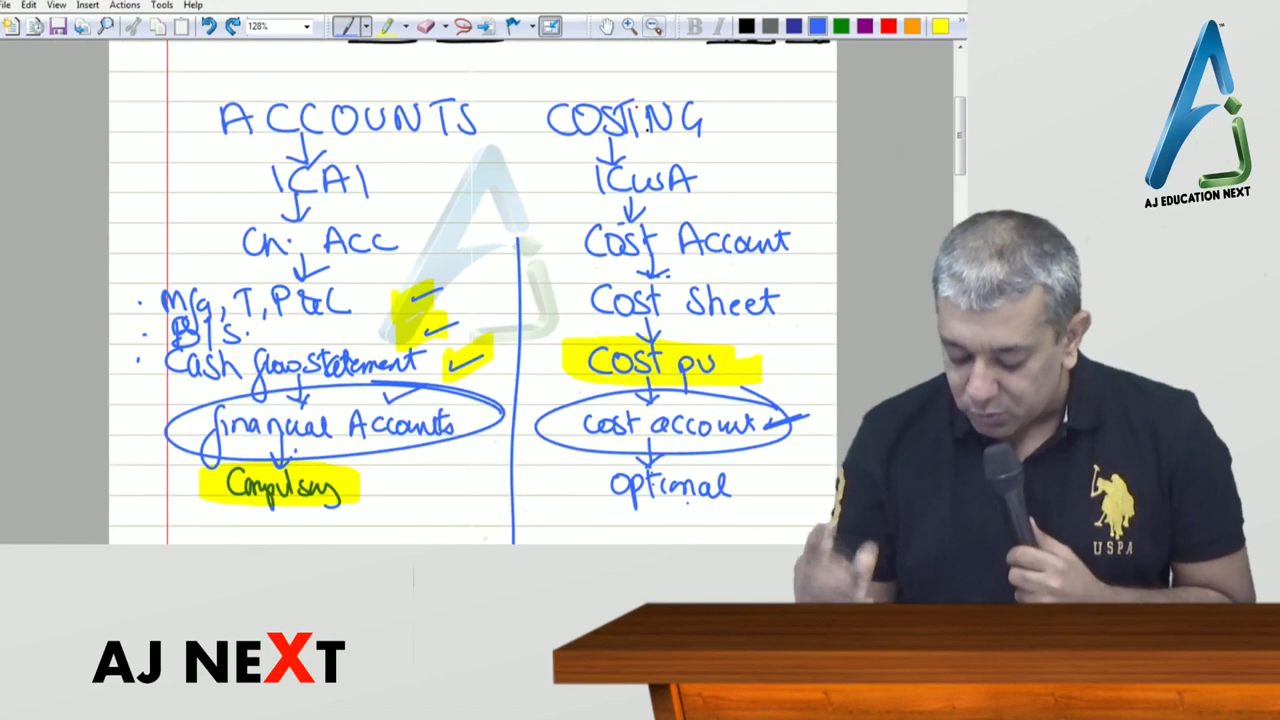 File Edit View Insert Actions Tools Help
128%
ACCOUNTS COSTING
ICAI ICWA
Ch. Acc Cost Account
· Mfg, T, P&L Cost Sheet
· B/S.
· Cash flow statement Cost pu
financial Accounts cost account
Compulsory optional
AJ EDUCATION NEXT
USPA
AJ NEXT